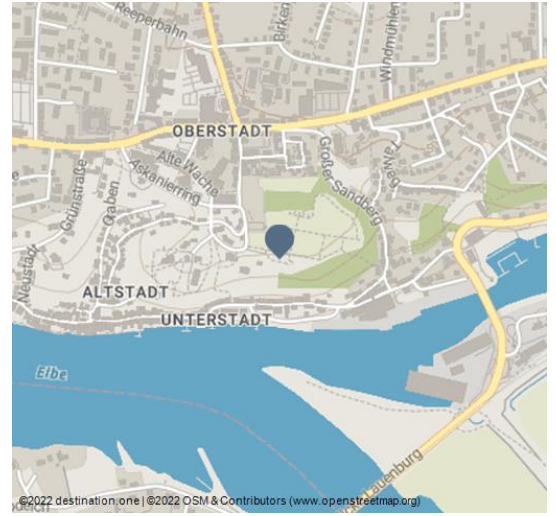 Reeperbahn
Birken
Windmühlen
OBERSTADT
Alte Wache
Askanierring
Großer Sandberg
Grünstraße
Graben
Neustadt
ALTSTADT
UNTERSTADT
Elbe
Lauenburg
©2022 destination.one | ©2022 OSM & Contributors (www.openstreetmap.org)